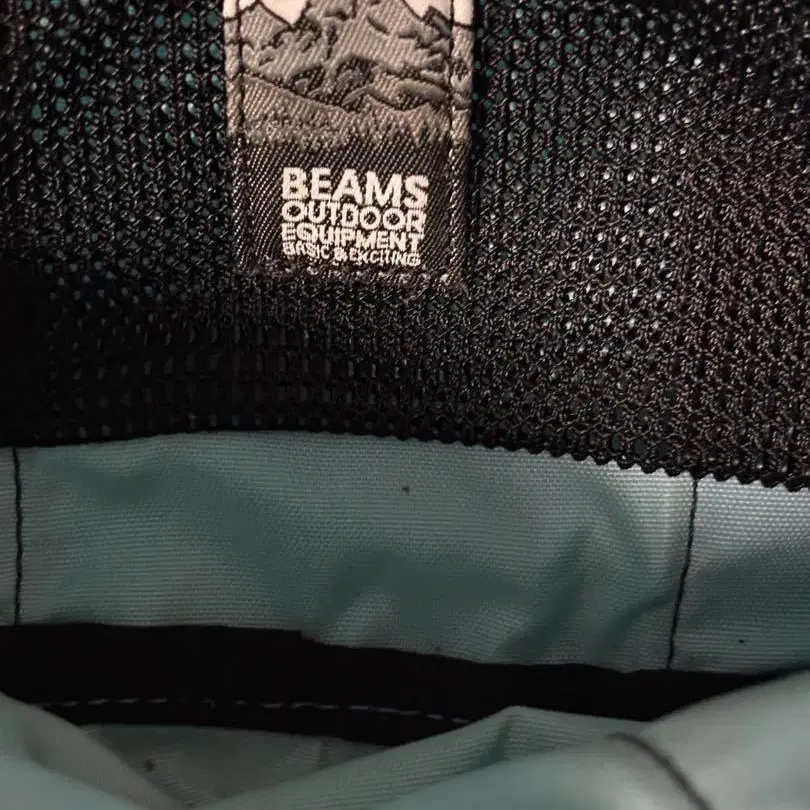 BEAMS
OUTDOOR
EQUIPMENT
BASIC & EXCITING